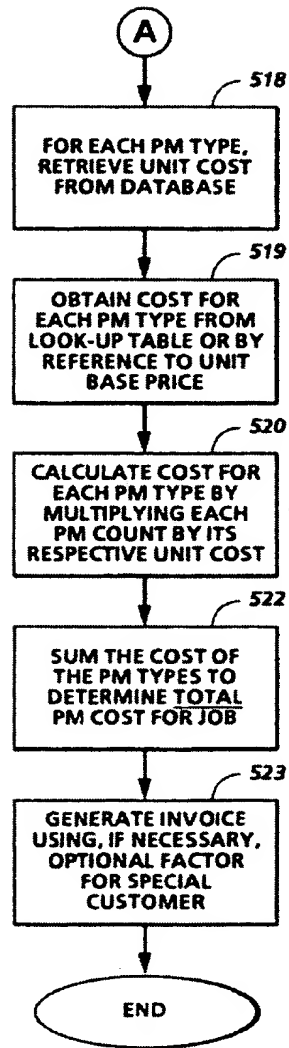 A
518
FOR EACH PM TYPE,
RETRIEVE UNIT COST
FROM DATABASE
519
OBTAIN COST FOR
EACH PM TYPE FROM
LOOK-UP TABLE OR BY
REFERENCE TO UNIT
BASE PRICE
520
CALCULATE COST FOR
EACH PM TYPE BY
MULTIPLYING EACH
PM COUNT BY ITS
RESPECTIVE UNIT COST
522
SUM THE COST OF
THE PM TYPES TO
DETERMINE TOTAL
PM COST FOR JOB
523
GENERATE INVOICE
USING, IF NECESSARY,
OPTIONAL FACTOR
FOR SPECIAL
CUSTOMER
END